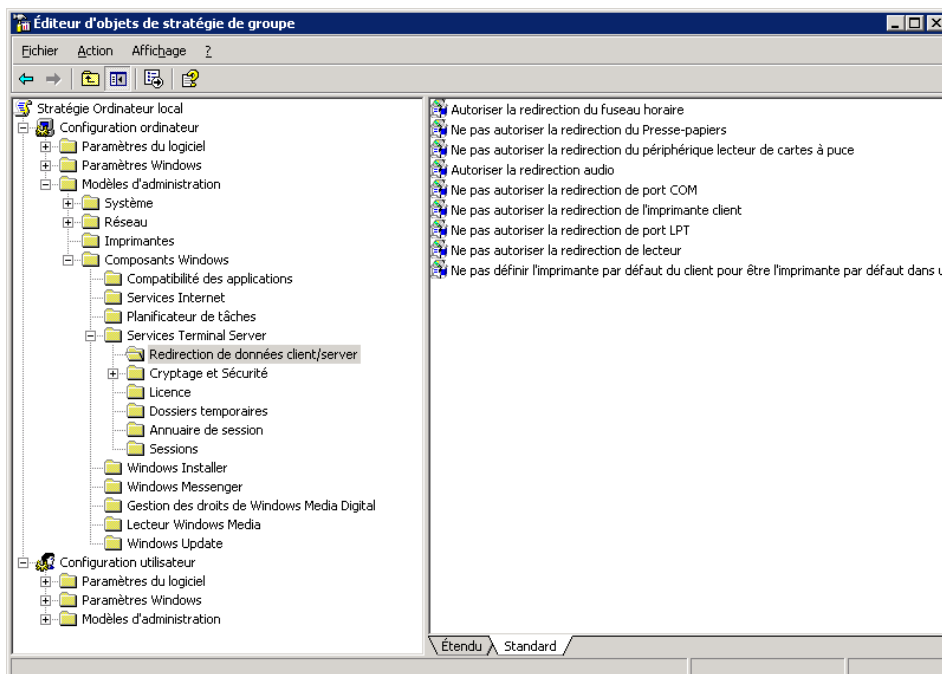 Éditeur d'objets de stratégie de groupe
Fichier Action Affichage ?
Stratégie Ordinateur local
Configuration ordinateur
Paramètres du logiciel
Paramètres Windows
Modèles d'administration
Système
Réseau
Imprimantes
Composants Windows
Compatibilité des applications
Services Internet
Planificateur de tâches
Services Terminal Server
Redirection de données client/server
Cryptage et Sécurité
Licence
Dossiers temporaires
Annuaire de session
Sessions
Windows Installer
Windows Messenger
Gestion des droits de Windows Media Digital
Lecteur Windows Media
Windows Update
Configuration utilisateur
Paramètres du logiciel
Paramètres Windows
Modèles d'administration
Autoriser la redirection du fuseau horaire
Ne pas autoriser la redirection du Presse-papiers
Ne pas autoriser la redirection du périphérique lecteur de cartes à puce
Autoriser la redirection audio
Ne pas autoriser la redirection de port COM
Ne pas autoriser la redirection de l'imprimante client
Ne pas autoriser la redirection de port LPT
Ne pas autoriser la redirection de lecteur
Ne pas définir l'imprimante par défaut du client pour être l'imprimante par défaut dans
Étendu Standard